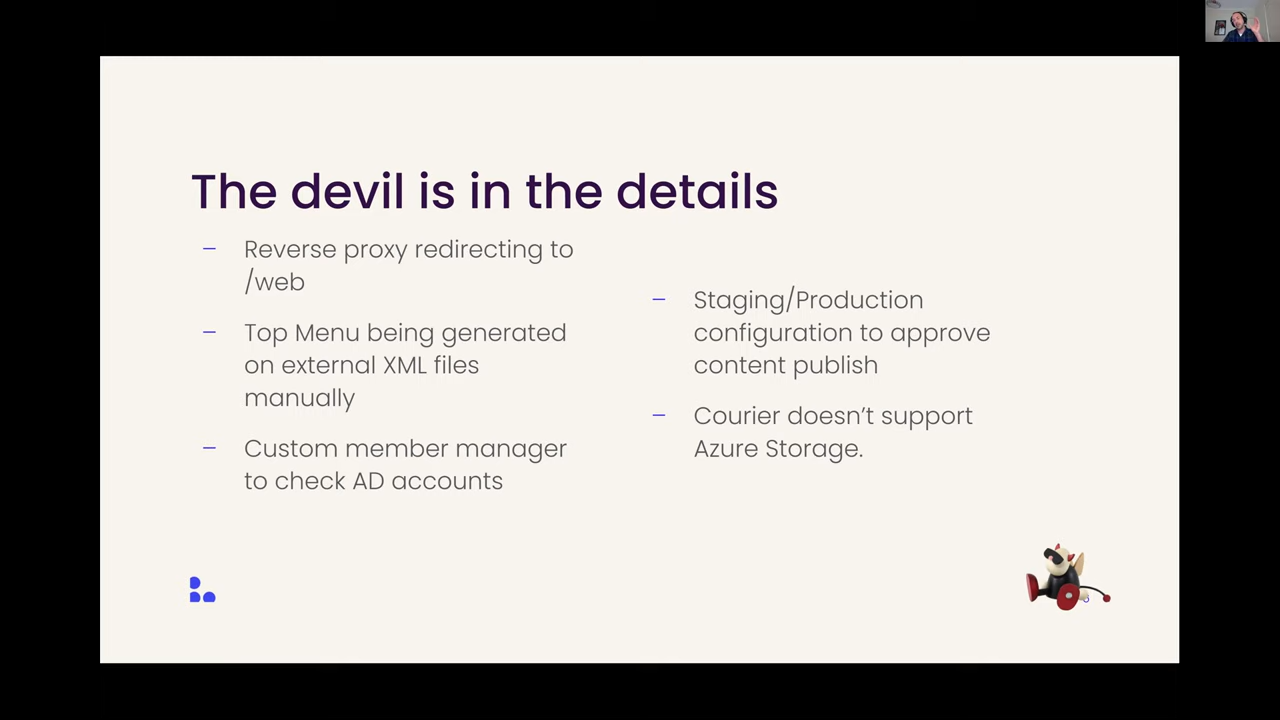 The devil is in the details
– Reverse proxy redirecting to
/web
– Top Menu being generated
on external XML files
manually
– Custom member manager
to check AD accounts
– Staging/Production
configuration to approve
content publish
– Courier doesn’t support
Azure Storage.